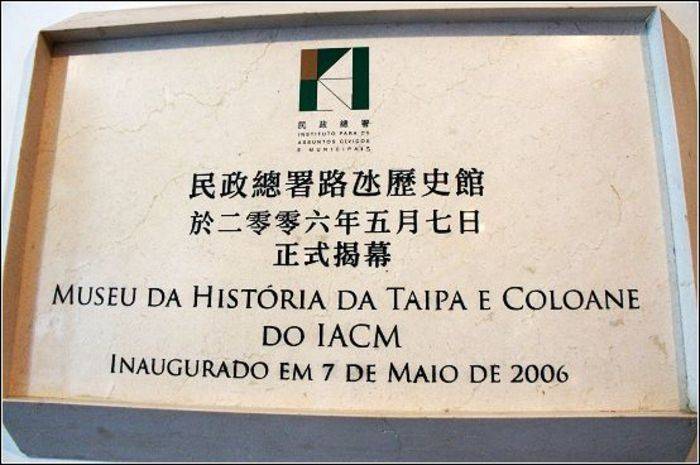 民政總署
INSTITUTO PARA OS
ASSUNTOS CÍVICOS
E MUNICIPAIS
民政總署路氹歷史館
於二零零六年五月七日
正式揭幕
MUSEU DA HISTÓRIA DA TAIPA E COLOANE
DO IACM
INAUGURADO EM 7 DE MAIO DE 2006